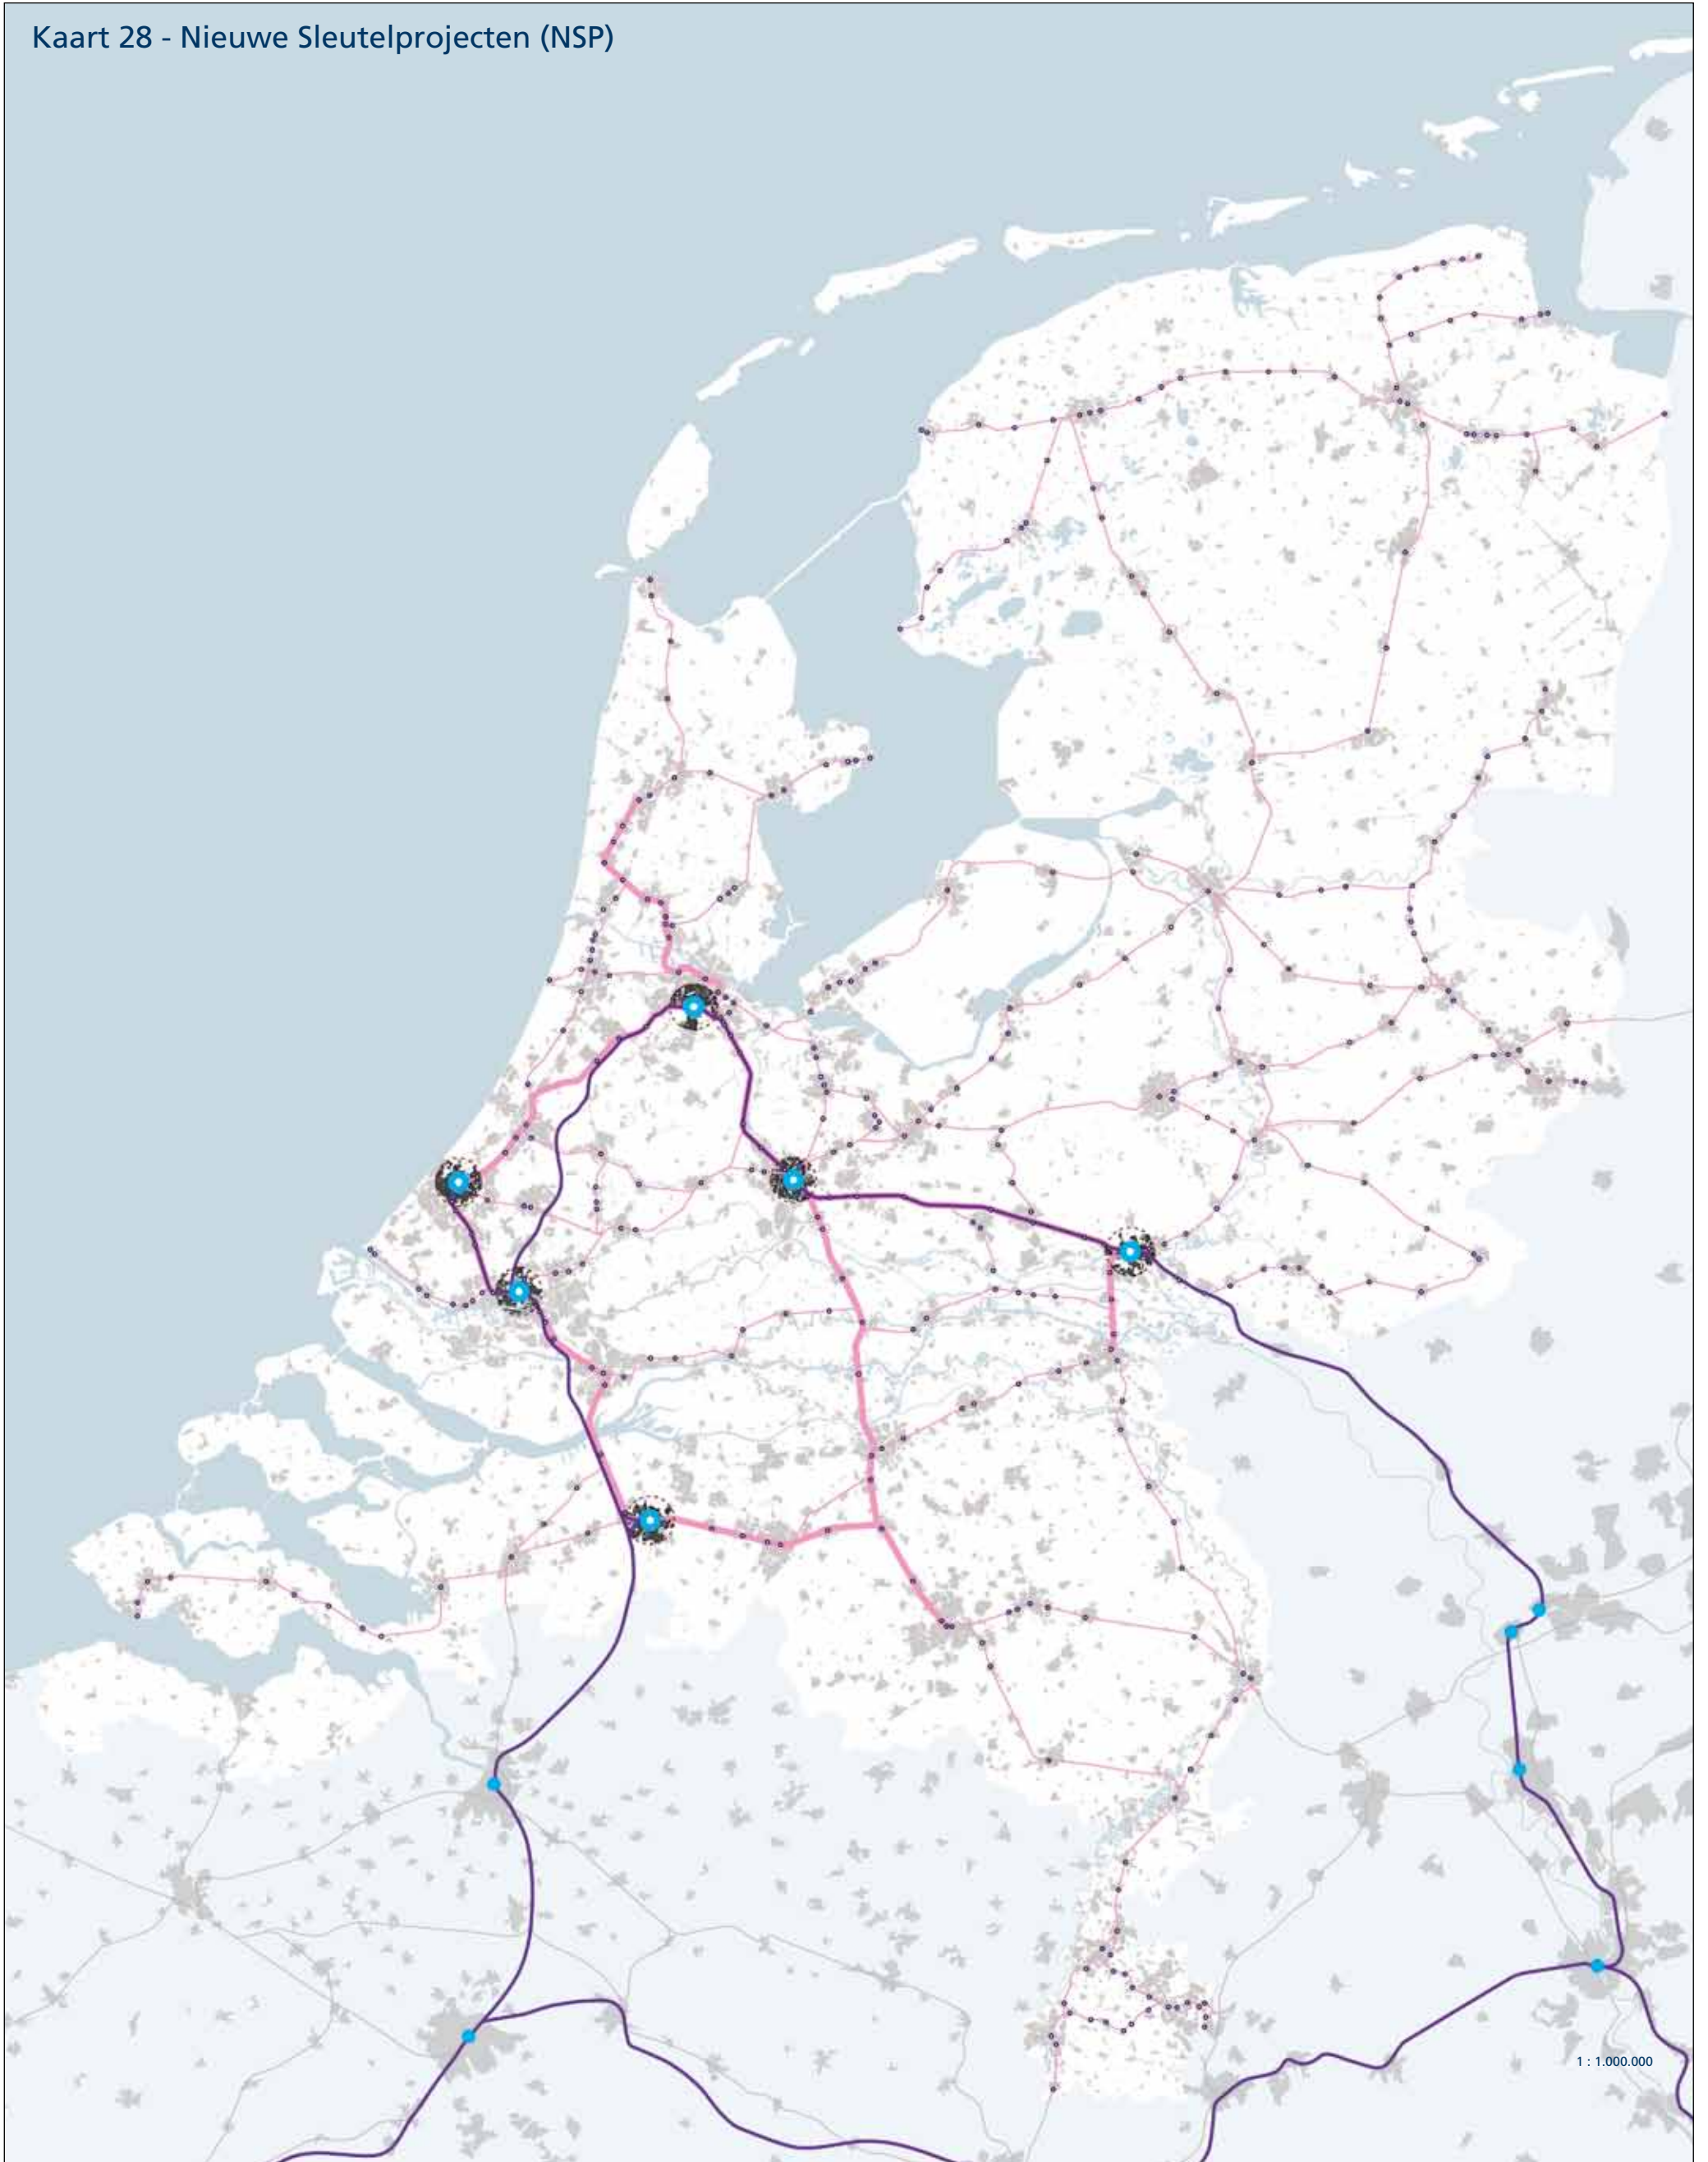 Kaart 28 - Nieuwe Sleutelprojecten (NSP)
1 : 1.000.000